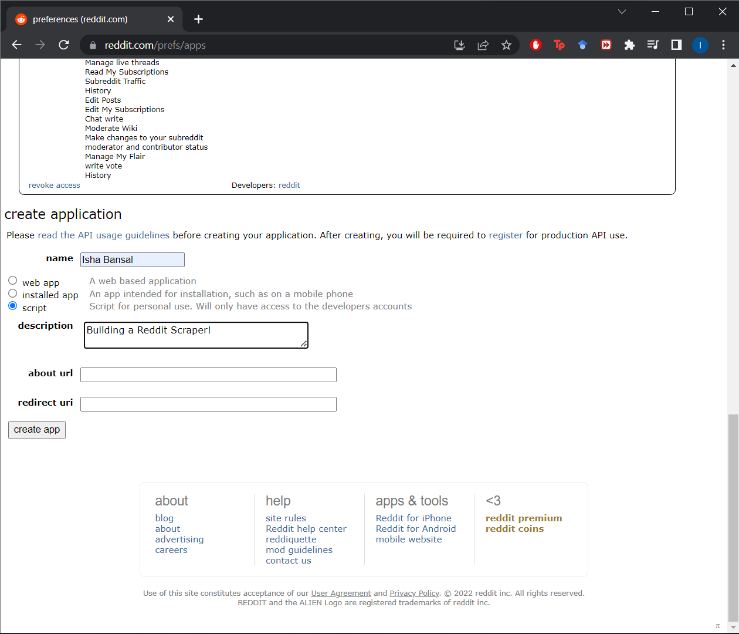 preferences (reddit.com)
reddit.com/prefs/apps
Manage live threads
Read My Subscriptions
Subreddit Traffic
History
Edit Posts
Edit My Subscriptions
Chat write
Moderate Wiki
Make changes to your subreddit
moderator and contributor status
Manage My Flair
write vote
History
revoke access Developers: reddit
create application
Please read the API usage guidelines before creating your application. After creating, you will be required to register for production API use.
name Isha Bansal
web app A web based application
installed app An app intended for installation, such as on a mobile phone
script Script for personal use. Will only have access to the developers accounts
description Building a Reddit Scraper!
about url
redirect uri
create app
about help apps & tools <3
blog site rules Reddit for iPhone reddit premium
about Reddit help center Reddit for Android reddit coins
advertising reddiquette mobile website
careers mod guidelines
contact us
Use of this site constitutes acceptance of our User Agreement and Privacy Policy. © 2022 reddit inc. All rights reserved.
REDDIT and the ALIEN Logo are registered trademarks of reddit inc.
π